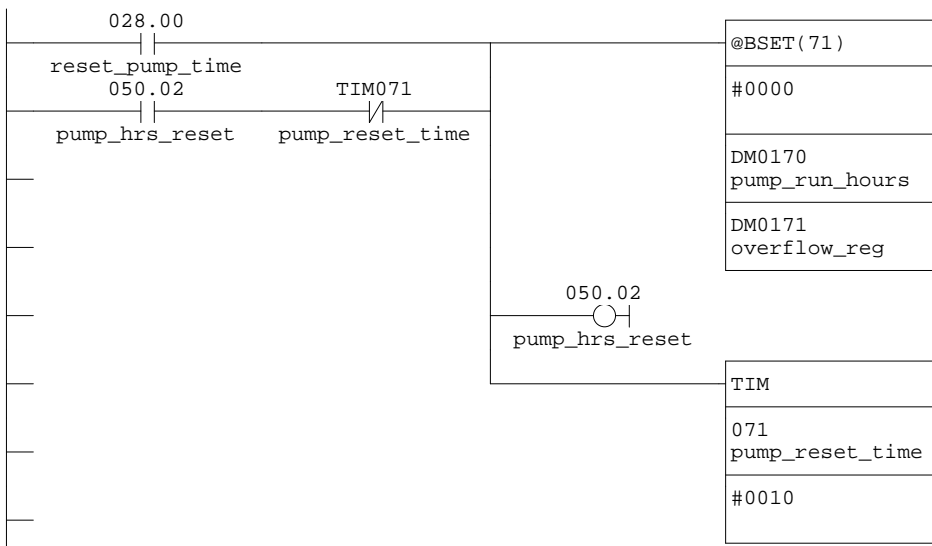 028.00
reset_pump_time
@BSET(71)
050.02 TIM071
pump_hrs_reset pump_reset_time
#0000
DM0170
pump_run_hours
DM0171
overflow_reg
050.02
pump_hrs_reset
TIM
071
pump_reset_time
#0010